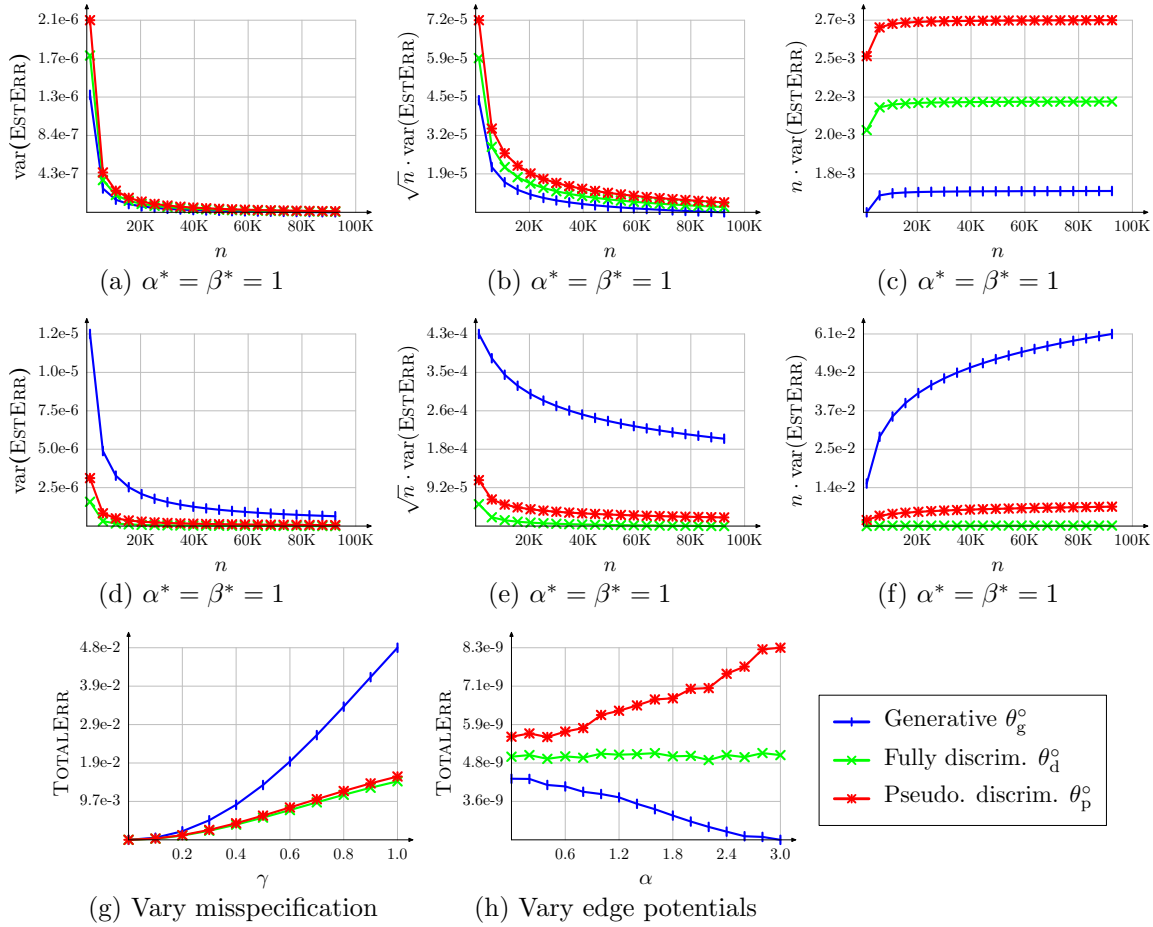 2.1e-6
1.7e-6
1.3e-6
8.4e-7
4.3e-7
var(EstErr)
20K 40K 60K 80K 100K
n
(a) α* = β* = 1
7.2e-5
5.9e-5
4.5e-5
3.2e-5
1.9e-5
√n · var(EstErr)
20K 40K 60K 80K 100K
n
(b) α* = β* = 1
2.7e-3
2.5e-3
2.2e-3
2.0e-3
1.8e-3
n · var(EstErr)
20K 40K 60K 80K 100K
n
(c) α* = β* = 1
1.2e-5
1.0e-5
7.5e-6
5.0e-6
2.5e-6
var(EstErr)
20K 40K 60K 80K 100K
n
(d) α* = β* = 1
4.3e-4
3.5e-4
2.6e-4
1.8e-4
9.2e-5
√n · var(EstErr)
20K 40K 60K 80K 100K
n
(e) α* = β* = 1
6.1e-2
4.9e-2
3.7e-2
2.5e-2
1.4e-2
n · var(EstErr)
20K 40K 60K 80K 100K
n
(f) α* = β* = 1
4.8e-2
3.9e-2
2.9e-2
1.9e-2
9.7e-3
TotalErr
0.2 0.4 0.6 0.8 1.0
γ
(g) Vary misspecification
8.3e-9
7.1e-9
5.9e-9
4.8e-9
3.6e-9
TotalErr
0.6 1.2 1.8 2.4 3.0
α
(h) Vary edge potentials
Generative θ°g
Fully discrim. θ°d
Pseudo. discrim. θ°p